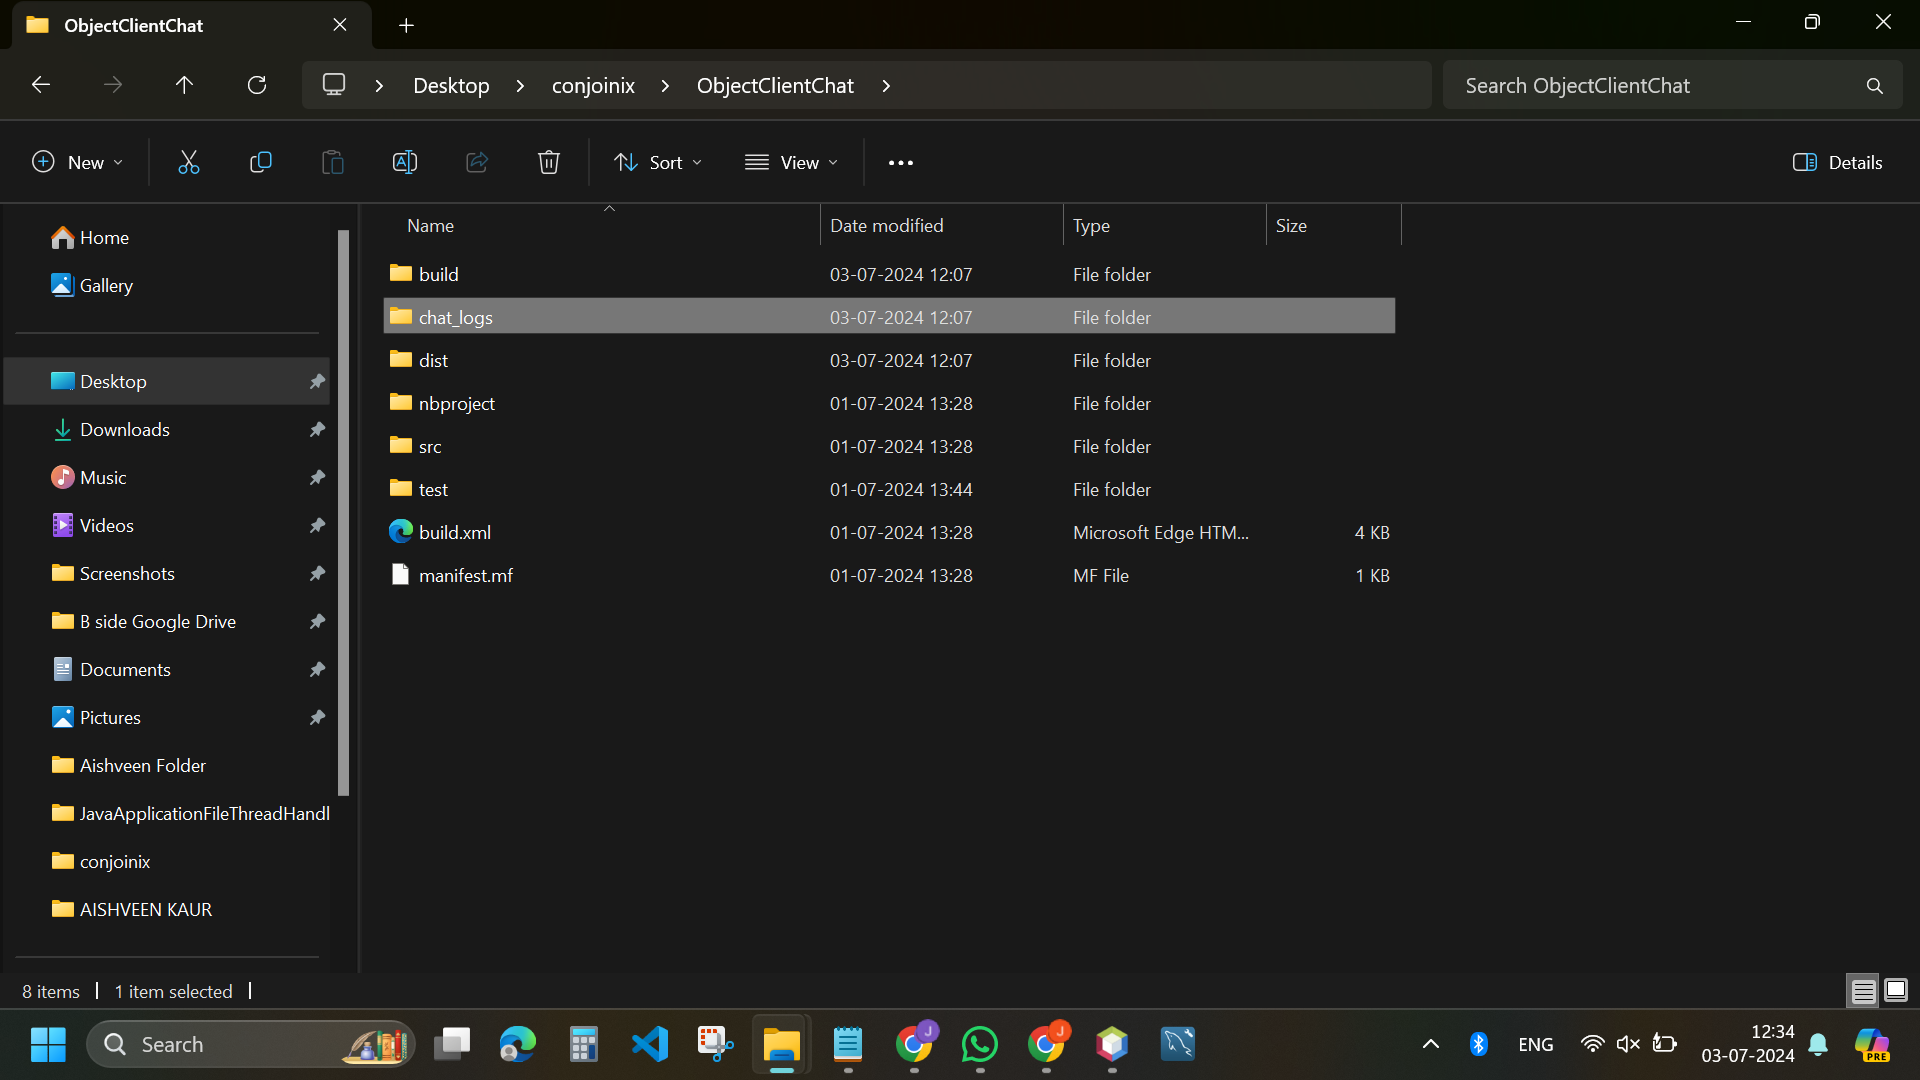 ObjectClientChat
Desktop conjoinix ObjectClientChat Search ObjectClientChat
New Sort View Details
Name Date modified Type Size
Home
Gallery
Desktop
Downloads
Music
Videos
Screenshots
B side Google Drive
Documents
Pictures
Aishveen Folder
JavaApplicationFileThreadHandl
conjoinix
AISHVEEN KAUR
build 03-07-2024 12:07 File folder
chat_logs 03-07-2024 12:07 File folder
dist 03-07-2024 12:07 File folder
nbproject 01-07-2024 13:28 File folder
src 01-07-2024 13:28 File folder
test 01-07-2024 13:44 File folder
build.xml 01-07-2024 13:28 Microsoft Edge HTM... 4 KB
manifest.mf 01-07-2024 13:28 MF File 1 KB
8 items 1 item selected
Search J J ENG 12:34
03-07-2024 PRE